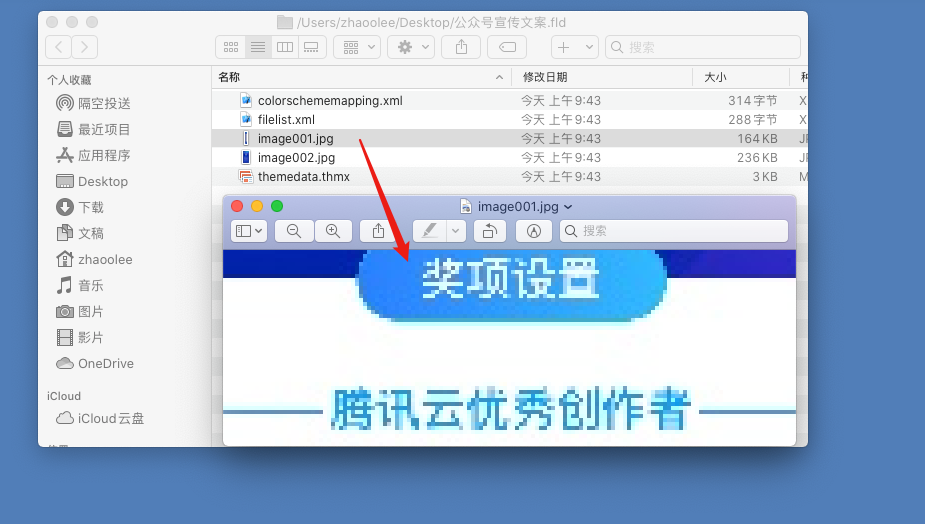 /Users/zhaoolee/Desktop/公众号宣传文案.fld
搜索
个人收藏
隔空投送
最近项目
应用程序
Desktop
下载
文稿
zhaoolee
音乐
图片
影片
OneDrive
iCloud
iCloud云盘
名称 修改日期 大小
colorschememapping.xml 今天 上午9:43 314字节 X
filelist.xml 今天 上午9:43 288字节 X
image001.jpg 今天 上午9:43 164 KB
image002.jpg 今天 上午9:43 236 KB
themedata.thmx 今天 上午9:43 3 KB M
image001.jpg
搜索
奖项设置
腾讯云优秀创作者